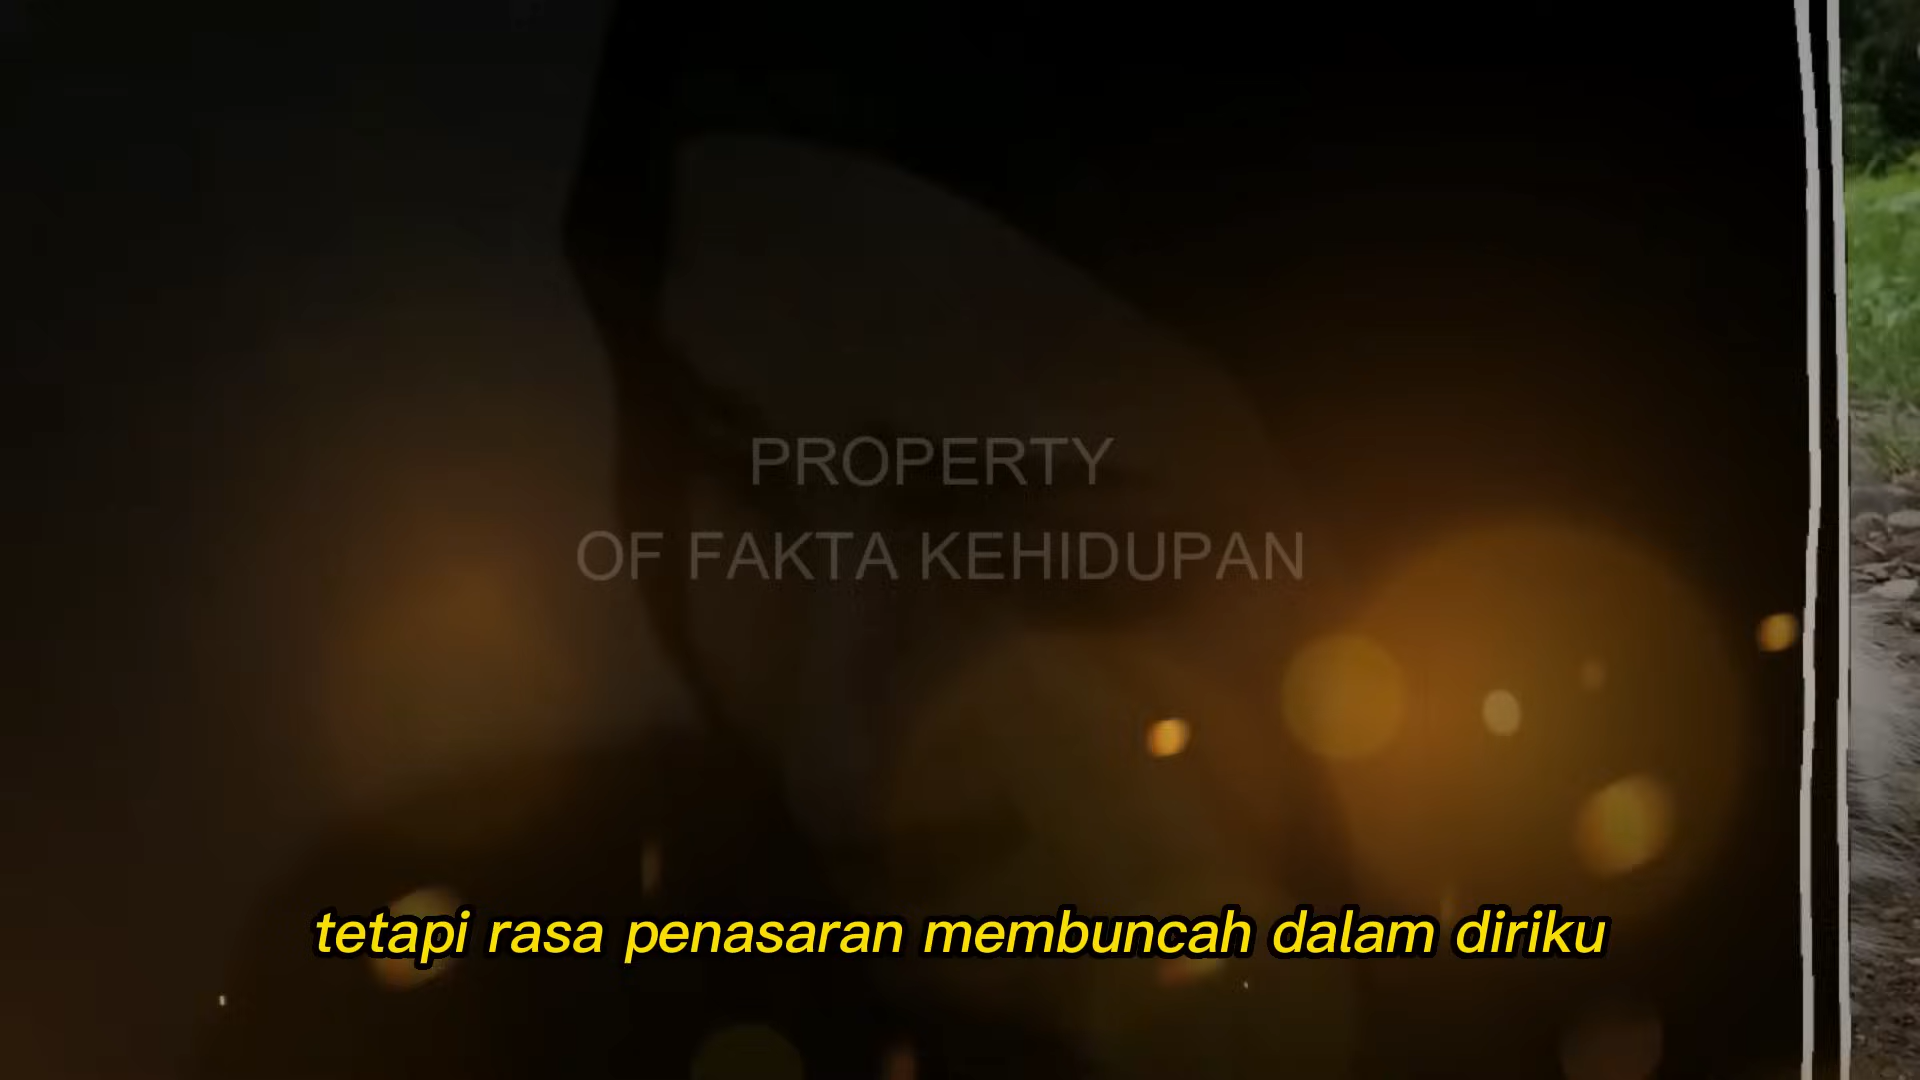 PROPERTY
OF FAKTA KEHIDUPAN
tetapi rasa penasaran membuncah dalam diriku